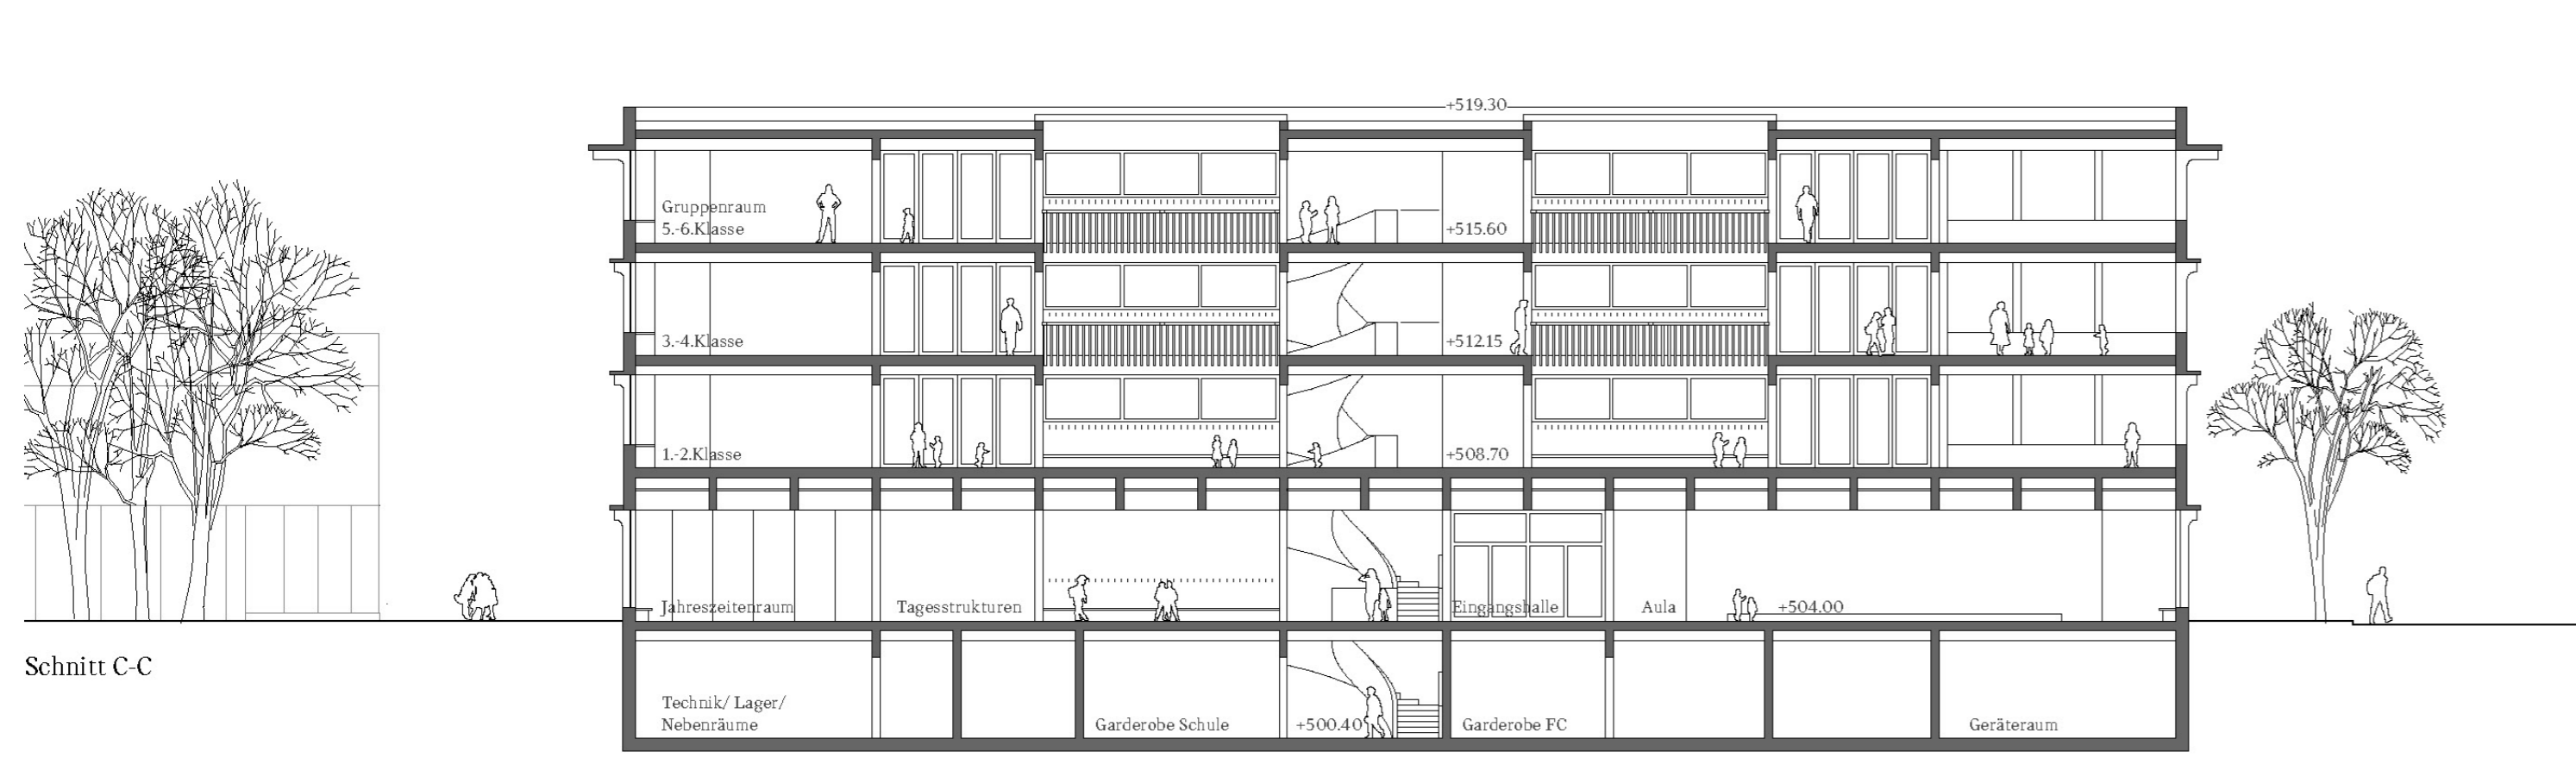 +519.30
Gruppenraum
5.-6.Klasse
+515.60
3.-4.Klasse
+512.15
1.-2.Klasse
+508.70
Jahreszeitenraum
Tagesstrukturen
Eingangshalle
Aula
+504.00
Schnitt C-C
Technik/ Lager/
Nebenräume
Garderobe Schule
+500.40
Garderobe FC
Geräteraum